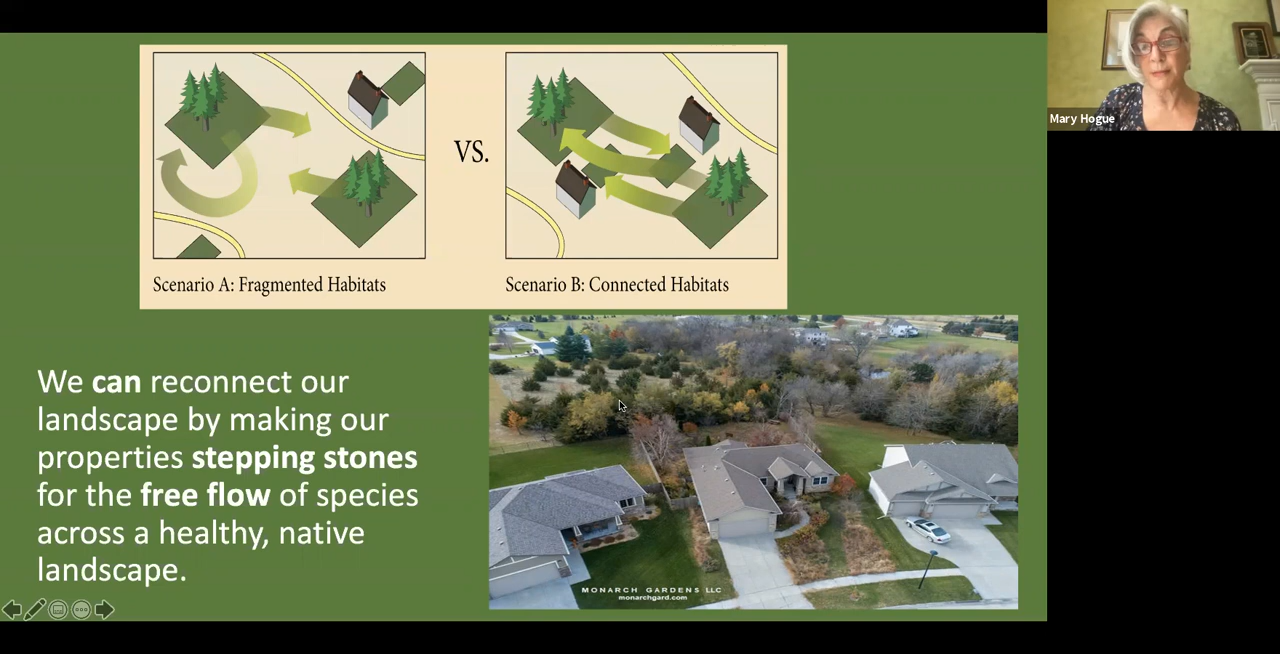 VS.
Scenario A: Fragmented Habitats
Scenario B: Connected Habitats
We can reconnect our
landscape by making our
properties stepping stones
for the free flow of species
across a healthy, native
landscape.
MONARCH GARDENS LLC
monarchgard.com
Mary Hogue